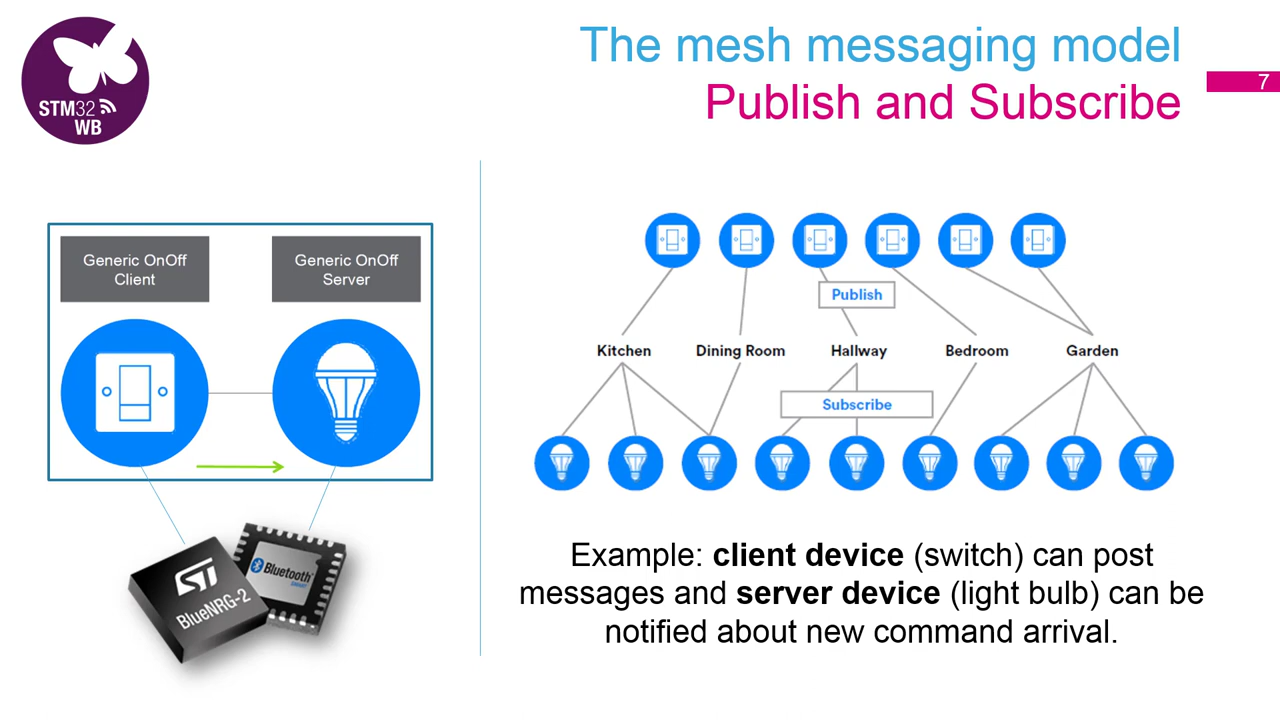 The mesh messaging model
Publish and Subscribe
7
STM32
WB
Generic OnOff
Client
Generic OnOff
Server
Publish
Kitchen
Dining Room
Hallway
Bedroom
Garden
Subscribe
ST
BlueNRG-2
Bluetooth
SMART
Example: client device (switch) can post
messages and server device (light bulb) can be
notified about new command arrival.